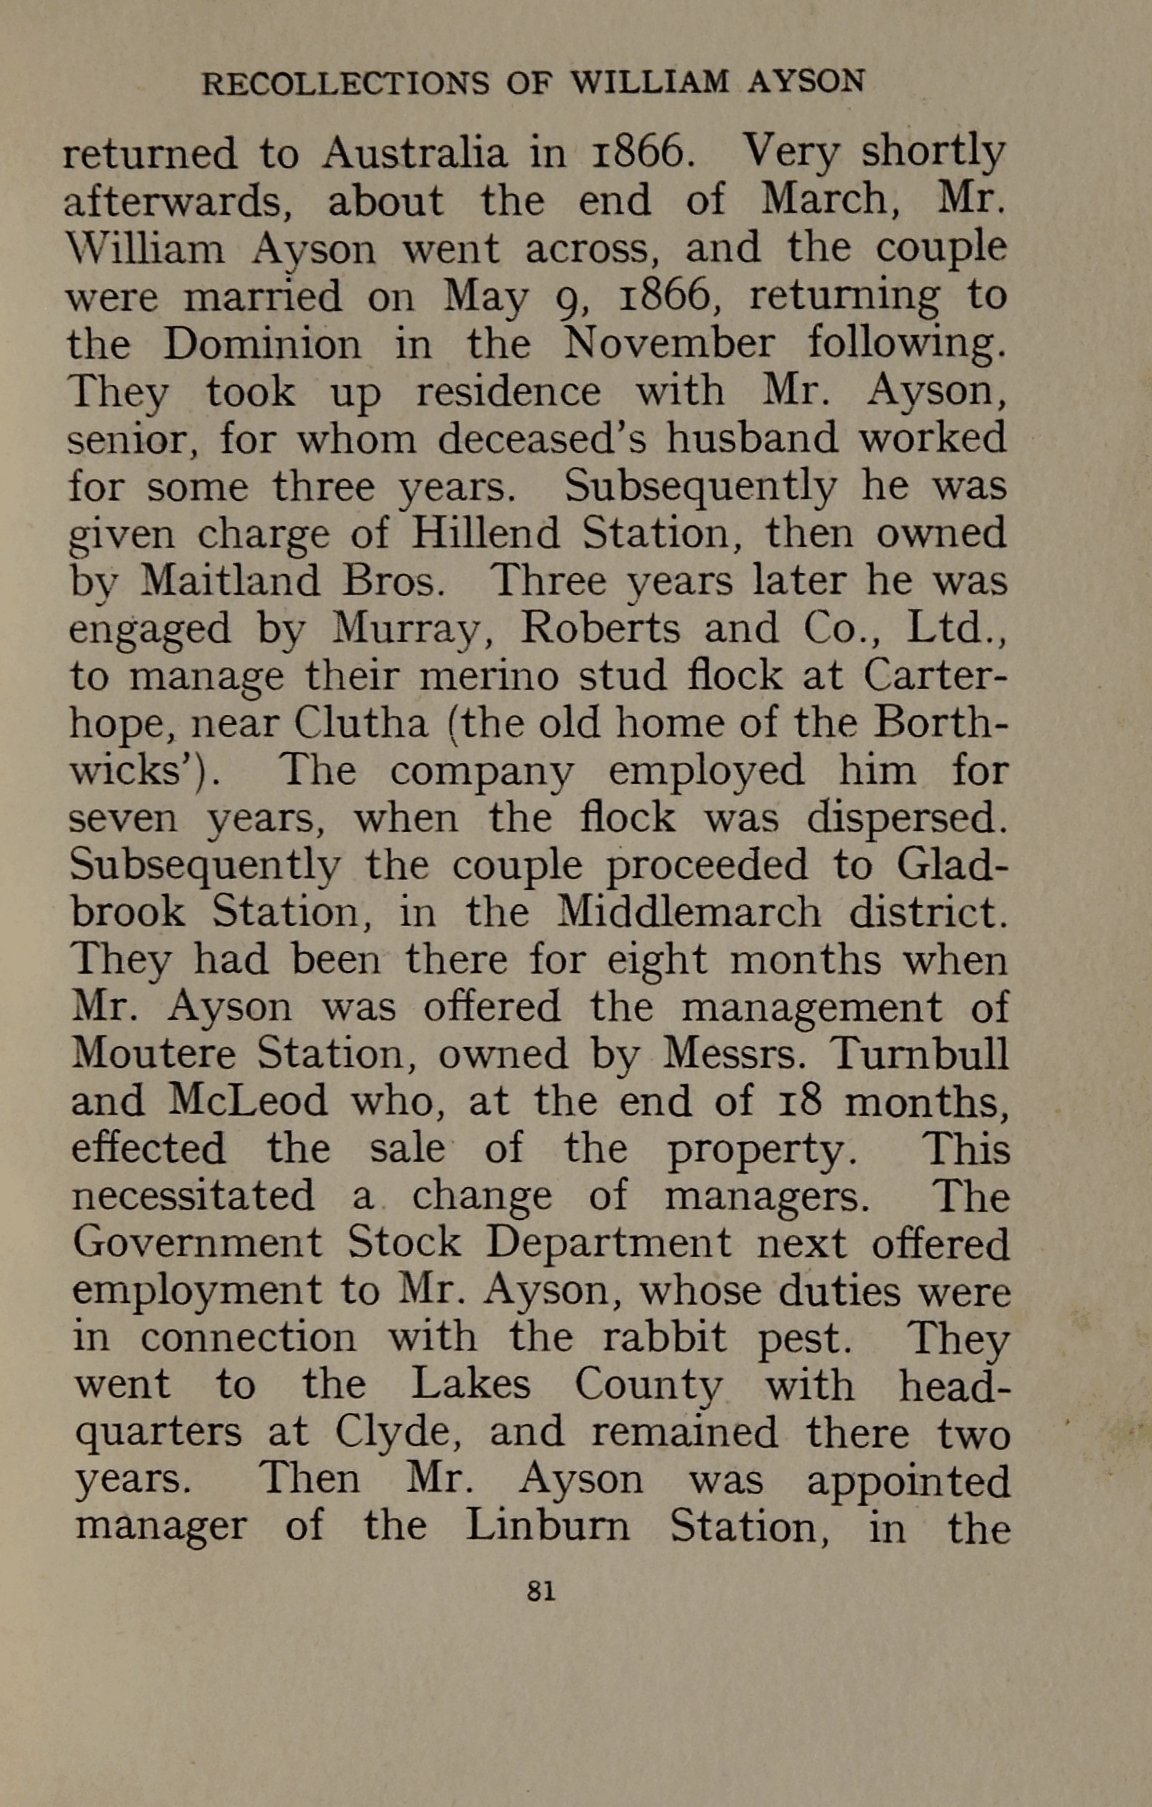 RECOLLECTIONS OF WILLIAM AYSON
returned to Australia in 1866. Very shortly
afterwards, about the end of March, Mr.
William Ayson went across, and the couple
were married on May 9, 1866, returning to
the Dominion in the November following.
They took up residence with Mr. Ayson,
senior, for whom deceased's husband worked
for some three years. Subsequently he was
given charge of Hillend Station, then owned
by Maitland Bros. Three years later he was
engaged by Murray, Roberts and Co., Ltd.,
to manage their merino stud flock at Carter-
hope, near Clutha (the old home of the Borth-
wicks'). The company employed him for
seven years, when the flock was dispersed.
Subsequently the couple proceeded to Glad-
brook Station, in the Middlemarch district.
They had been there for eight months when
Mr. Ayson was offered the management of
Moutere Station, owned by Messrs. Turnbull
and McLeod who, at the end of 18 months,
effected the sale of the property. This
necessitated a change of managers. The
Government Stock Department next offered
employment to Mr. Ayson, whose duties were
in connection with the rabbit pest. They
went to the Lakes County with head-
quarters at Clyde, and remained there two
years. Then Mr. Ayson was appointed
manager of the Linburn Station, in the
81